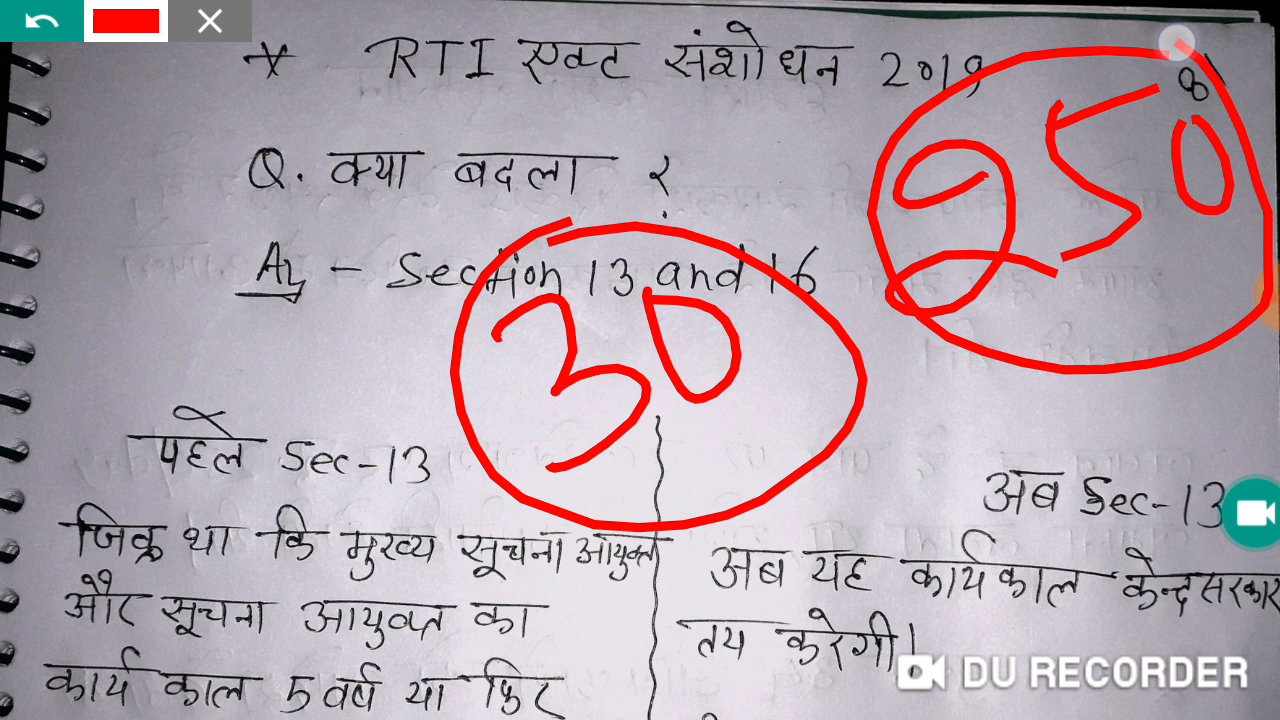 * RTI एक्ट संशोधन 2019
250
Q. क्या बदला ?
Ans - Section 13 and 16
30
पहले Sec-13
जिक्र था कि मुख्य सूचना आयुक्त
और सूचना आयुक्त का
कार्य काल 5 वर्ष या फिर
अब Sec-13
अब यह कार्यकाल केन्द्र सरकार
तय करेगी।
DU RECORDER